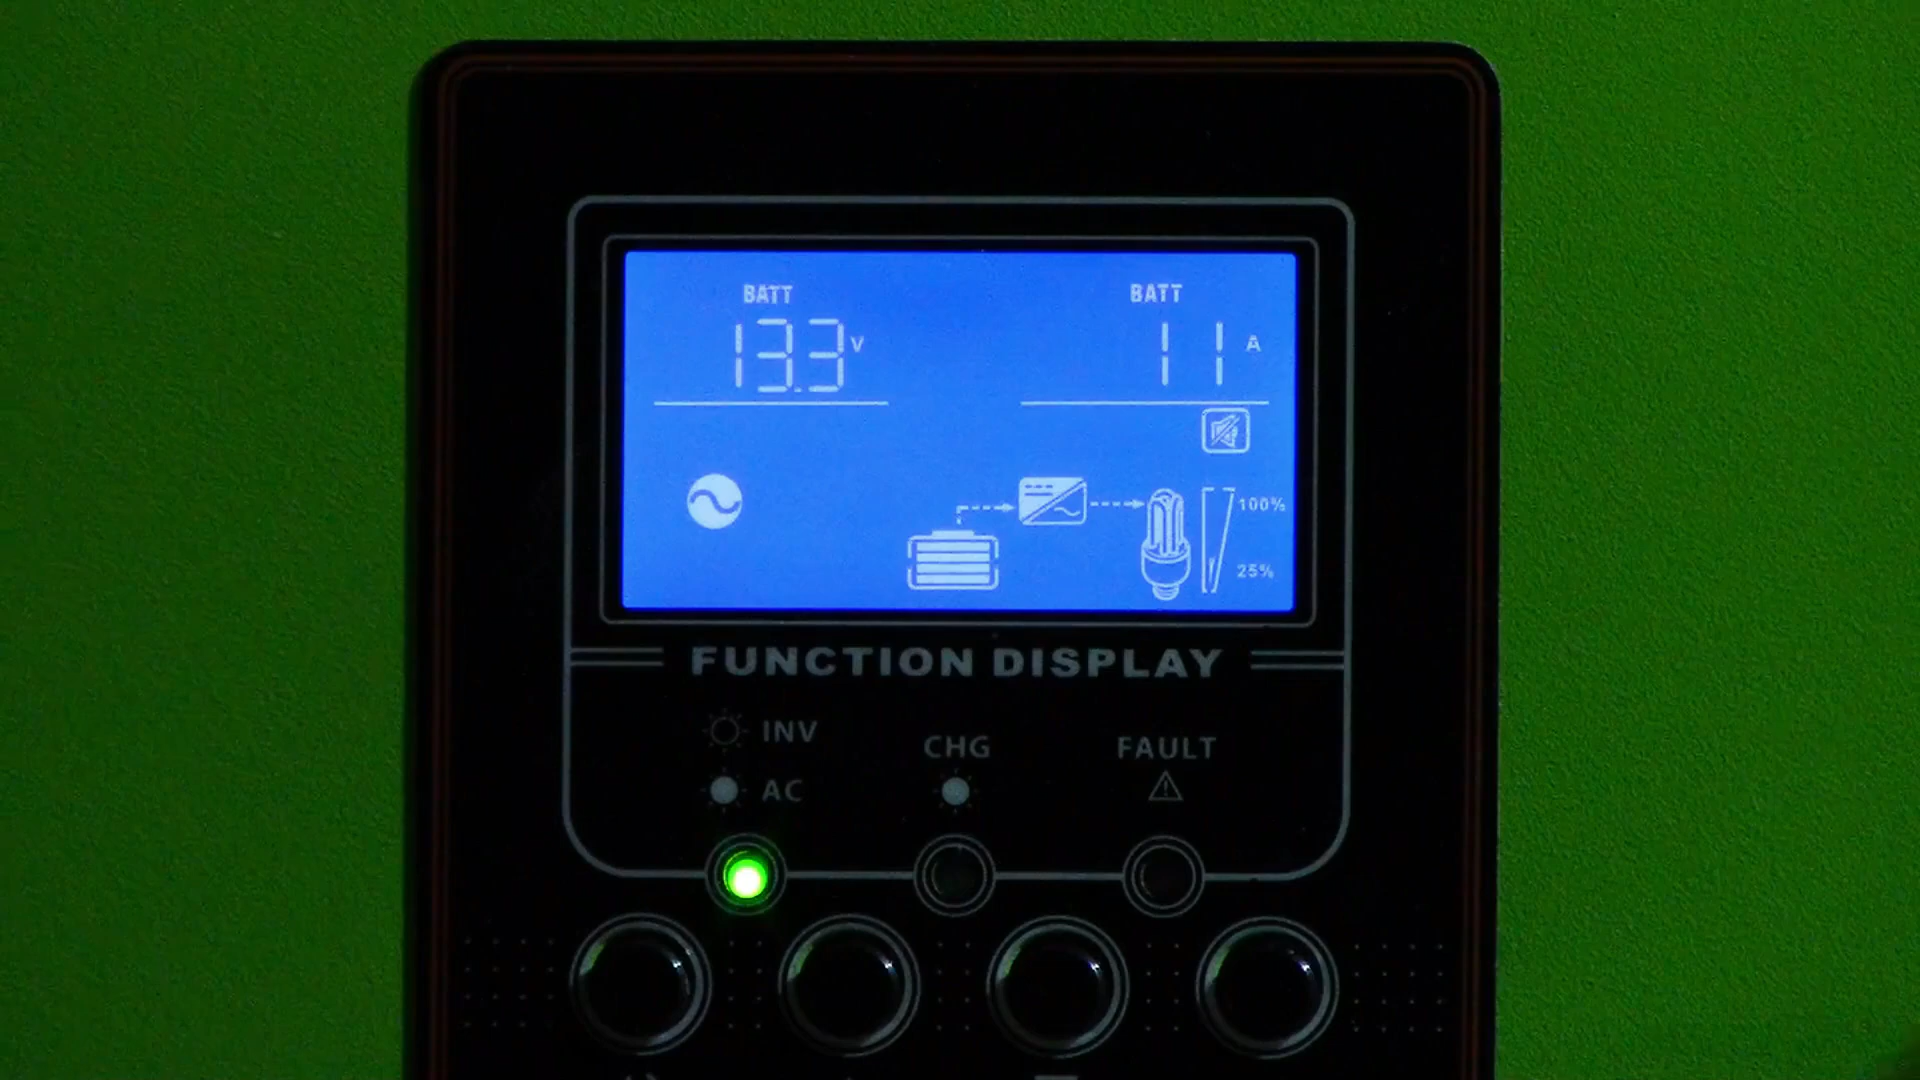 BATT BATT
13.3 V 11 A
100%
25%
FUNCTION DISPLAY
INV
AC
CHG
FAULT